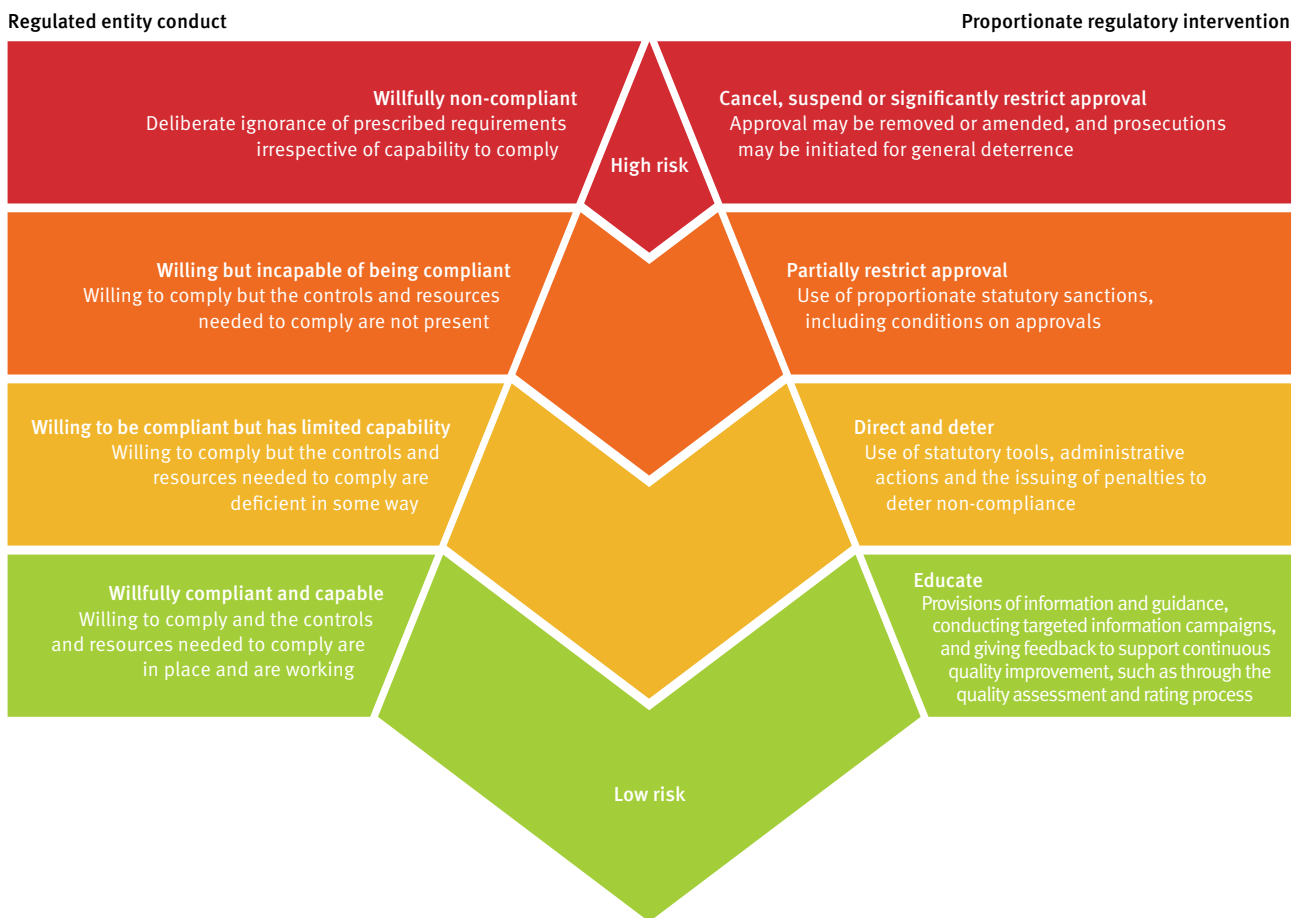 Regulated entity conduct
Proportionate regulatory intervention
Willfully non-compliant
Deliberate ignorance of prescribed requirements
irrespective of capability to comply
High risk
Cancel, suspend or significantly restrict approval
Approval may be removed or amended, and prosecutions
may be initiated for general deterrence
Willing but incapable of being compliant
Willing to comply but the controls and resources
needed to comply are not present
Partially restrict approval
Use of proportionate statutory sanctions,
including conditions on approvals
Willing to be compliant but has limited capability
Willing to comply but the controls and
resources needed to comply are
deficient in some way
Direct and deter
Use of statutory tools, administrative
actions and the issuing of penalties to
deter non-compliance
Willfully compliant and capable
Willing to comply and the controls
and resources needed to comply are
in place and are working
Educate
Provisions of information and guidance,
conducting targeted information campaigns,
and giving feedback to support continuous
quality improvement, such as through the
quality assessment and rating process
Low risk